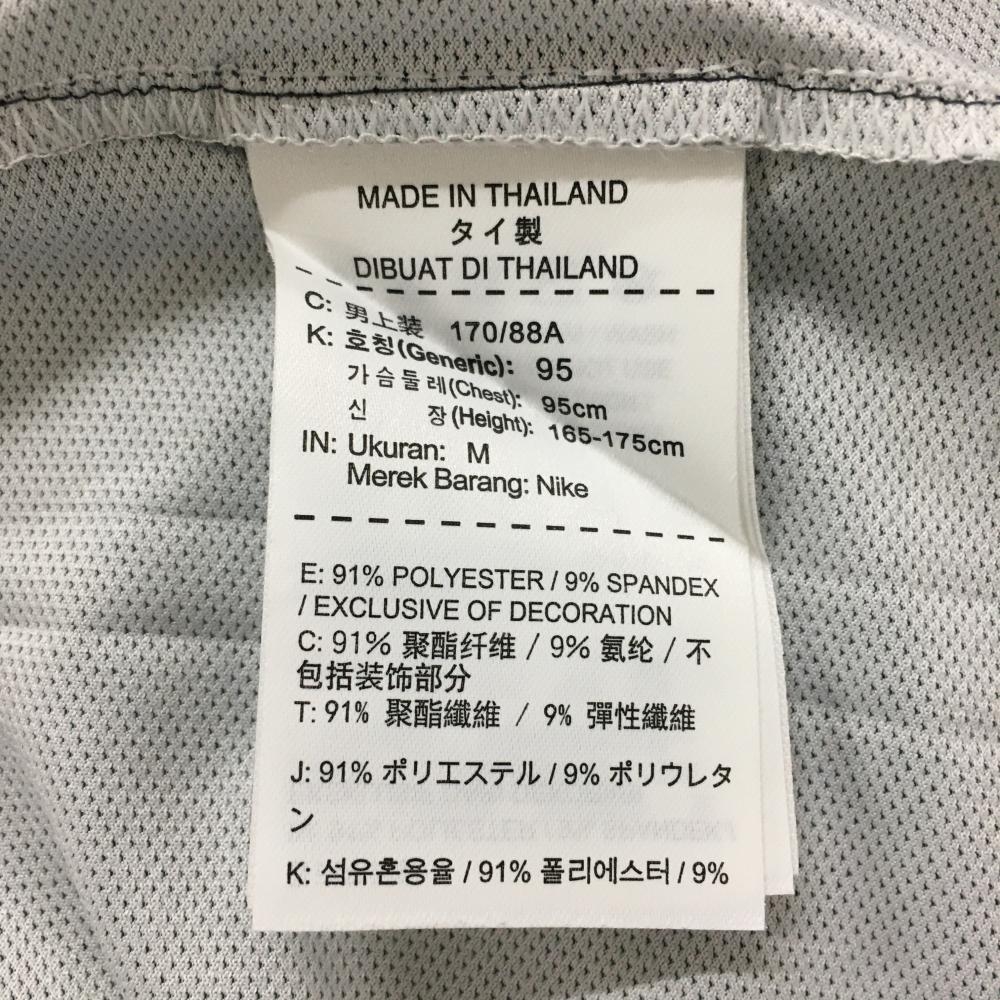 MADE IN THAILAND
タイ製
DIBUAT DI THAILAND
C: 男上装 170/88A
K: 호칭(Generic): 95
가슴둘레(Chest): 95cm
신 장(Height): 165-175cm
IN: Ukuran: M
Merek Barang: Nike
E: 91% POLYESTER / 9% SPANDEX
/ EXCLUSIVE OF DECORATION
C: 91% 聚酯纤维 / 9% 氨纶 / 不
包括装饰部分
T: 91% 聚酯纖維 / 9% 彈性纖維
J: 91% ポリエステル / 9% ポリウレタ
ン
K: 섬유혼용율 / 91% 폴리에스터 / 9%